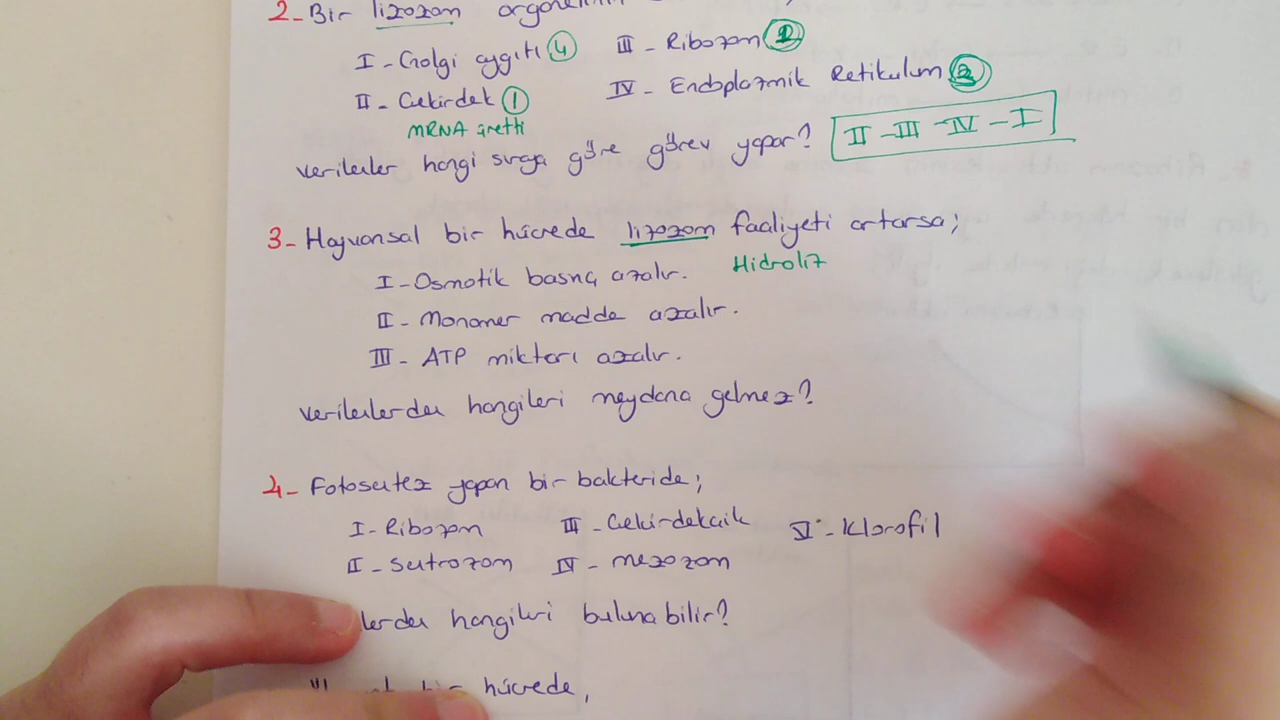 2- Bir lizozom
I - Golgi aygıtı 4 III - Ribozom 2
II - Çekirdek 1 IV - Endoplazmik Retikulum 3
mRNA üretti
verilenler hangi sıraya göre görev yapar? II - III - IV - I
3- Hayvansal bir hücrede lizozom faaliyeti artarsa;
Hidroliz
I - Osmotik basınç azalır.
II - Monomer madde azalır.
III - ATP miktarı azalır.
verilenlerden hangileri meydana gelmez?
4- Fotosentez yapan bir bakteride;
I - Ribozom III - Çekirdekcik V - Klorofil
II - Sentrozom IV - mezozom
lerden hangileri bulunabilir?
bir hücrede,